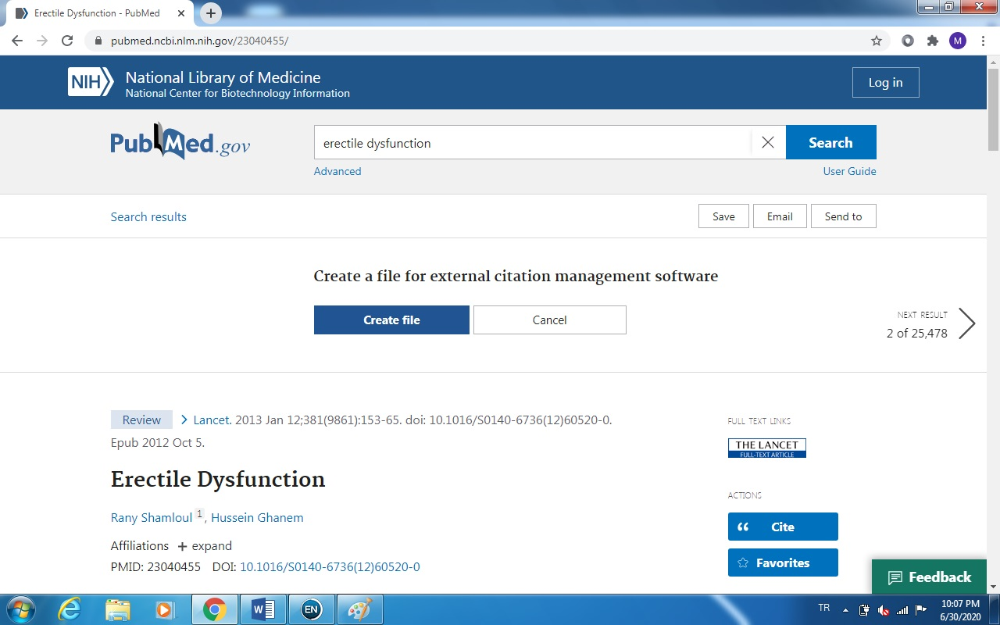 Erectile Dysfunction - PubMed
pubmed.ncbi.nlm.nih.gov/23040455/
M
NIH
National Library of Medicine
National Center for Biotechnology Information
Log in
PubMed.gov
erectile dysfunction
Search
Advanced
User Guide
Search results
Save
Email
Send to
Create a file for external citation management software
Create file
Cancel
NEXT RESULT
2 of 25,478
Review
Lancet. 2013 Jan 12;381(9861):153-65. doi: 10.1016/S0140-6736(12)60520-0.
Epub 2012 Oct 5.
FULL TEXT LINKS
THE LANCET
FULL-TEXT ARTICLE
Erectile Dysfunction
ACTIONS
Rany Shamloul 1, Hussein Ghanem
Cite
Affiliations + expand
PMID: 23040455 DOI: 10.1016/S0140-6736(12)60520-0
Favorites
Feedback
W
EN
TR
10:07 PM
6/30/2020